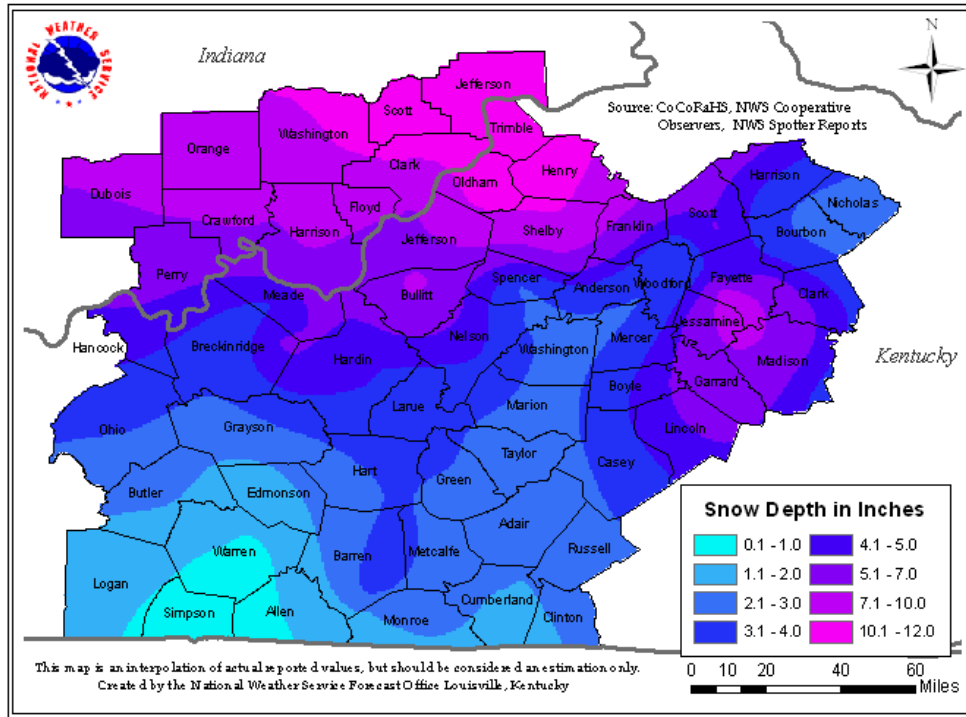 NATIONAL WEATHER SERVICE
Indiana
N
Source: CoCoRaHS, NWS Cooperative
Observers, NWS Spotter Reports
Jefferson
Scott
Trimble
Washington
Orange
Clark
Henry
Oldham
Dubois
Floyd
Crawford
Harrison
Jefferson
Shelby
Franklin
Scott
Harrison
Nicholas
Bourbon
Perry
Meade
Bullitt
Spencer
Anderson
Woodford
Fayette
Clark
Hancock
Breckinridge
Hardin
Nelson
Washington
Mercer
Jessamine
Madison
Kentucky
Garrard
Boyle
Larue
Marion
Lincoln
Ohio
Grayson
Taylor
Casey
Hart
Green
Butler
Edmonson
Adair
Warren
Barren
Metcalfe
Russell
Logan
Simpson
Allen
Monroe
Cumberland
Clinton
Snow Depth in Inches
0.1 - 1.0
4.1 - 5.0
1.1 - 2.0
5.1 - 7.0
2.1 - 3.0
7.1 - 10.0
3.1 - 4.0
10.1 - 12.0
0 5 10 20 40 60
Miles
This map is an interpolation of actual reported values, but should be considered an estimation only.
Created by the National Weather Service Forecast Office Louisville, Kentucky